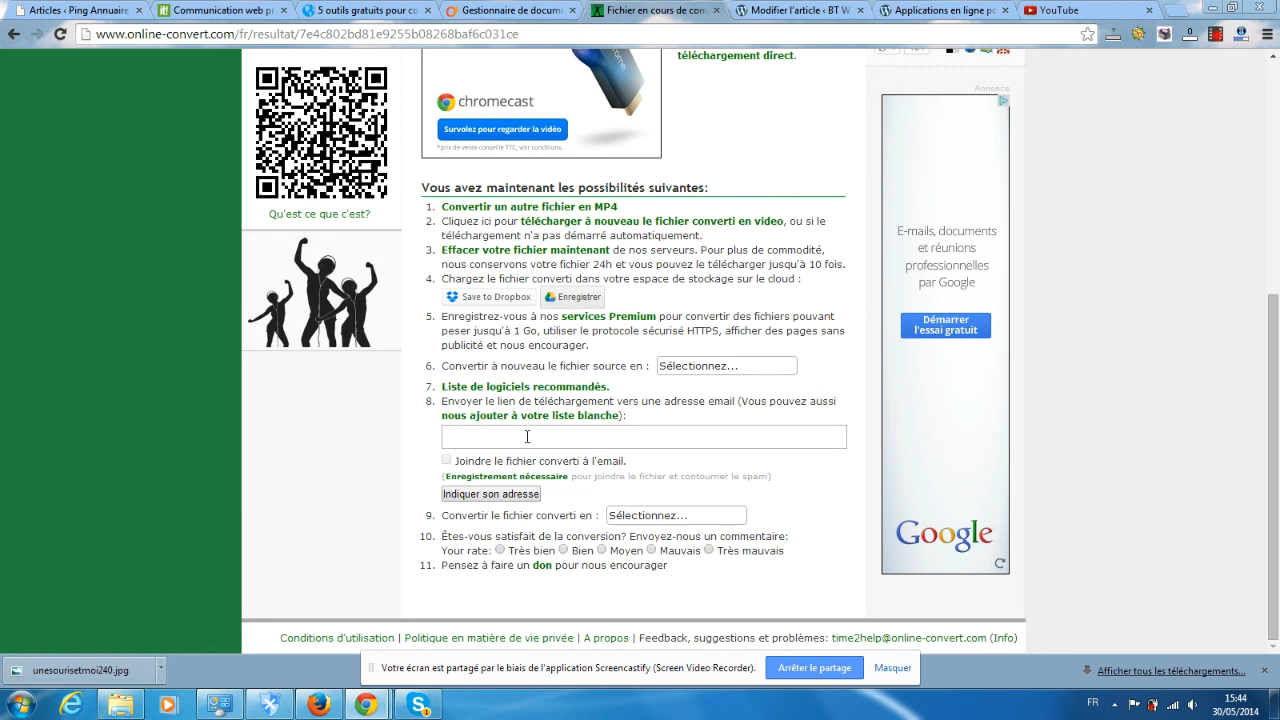 Articles ‹ Ping Annuaire
it! Communication web pr
5 outils gratuits pour co
Gestionnaire de docume
Fichier en cours de com
Modifier l'article ‹ BT W
Applications en ligne po
YouTube
www.online-convert.com/fr/resultat/7e4c802bd81e9255b08268baf6c031ce
téléchargement direct.
Annonce
chromecast
Survolez pour regarder la vidéo
*prix de vente conseillé TTC, voir conditions.
Qu'est ce que c'est?
Vous avez maintenant les possibilités suivantes:
1. Convertir un autre fichier en MP4
2. Cliquez ici pour télécharger à nouveau le fichier converti en video, ou si le
téléchargement n'a pas démarré automatiquement.
3. Effacer votre fichier maintenant de nos serveurs. Pour plus de commodité,
nous conservons votre fichier 24h et vous pouvez le télécharger jusqu'à 10 fois.
4. Chargez le fichier converti dans votre espace de stockage sur le cloud :
Save to Dropbox Enregistrer
5. Enregistrez-vous à nos services Premium pour convertir des fichiers pouvant
peser jusqu'à 1 Go, utiliser le protocole sécurisé HTTPS, afficher des pages sans
publicité et nous encourager.
6. Convertir à nouveau le fichier source en : Sélectionnez...
7. Liste de logiciels recommandés.
8. Envoyer le lien de téléchargement vers une adresse email (Vous pouvez aussi
nous ajouter à votre liste blanche):
Joindre le fichier converti à l'email.
(Enregistrement nécessaire pour joindre le fichier et contourner le spam)
Indiquer son adresse
9. Convertir le fichier converti en : Sélectionnez...
10. Êtes-vous satisfait de la conversion? Envoyez-nous un commentaire:
Your rate: Très bien Bien Moyen Mauvais Très mauvais
11. Pensez à faire un don pour nous encourager
E-mails, documents
et réunions
professionnelles
par Google
Démarrer
l'essai gratuit
Google
Conditions d'utilisation | Politique en matière de vie privée | A propos | Feedback, suggestions et problèmes: time2help@online-convert.com (Info)
unesourisetmoi240.jpg
Votre écran est partagé par le biais de l'application Screencastify (Screen Video Recorder).
Arrêter le partage
Masquer
Afficher tous les téléchargements...
FR
15:44
30/05/2014